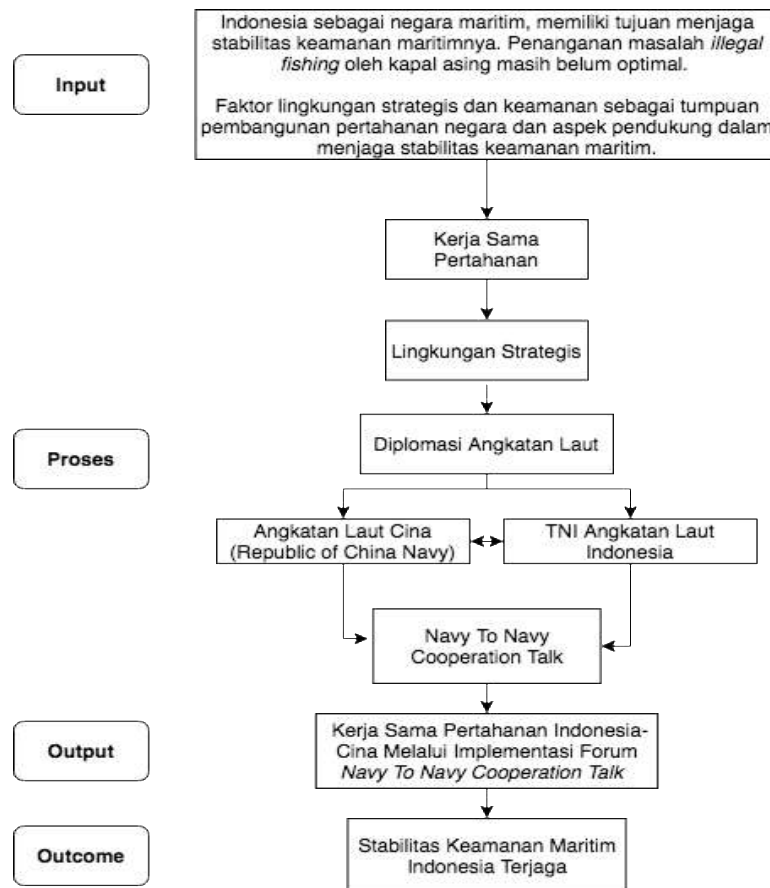 Input
Indonesia sebagai negara maritim, memiliki tujuan menjaga
stabilitas keamanan maritimnya. Penanganan masalah illegal
fishing oleh kapal asing masih belum optimal.
Faktor lingkungan strategis dan keamanan sebagai tumpuan
pembangunan pertahanan negara dan aspek pendukung dalam
menjaga stabilitas keamanan maritim.
Kerja Sama
Pertahanan
Lingkungan Strategis
Proses
Diplomasi Angkatan Laut
Angkatan Laut Cina
(Republic of China Navy)
TNI Angkatan Laut
Indonesia
Navy To Navy
Cooperation Talk
Output
Kerja Sama Pertahanan Indonesia-
Cina Melalui Implementasi Forum
Navy To Navy Cooperation Talk
Outcome
Stabilitas Keamanan Maritim
Indonesia Terjaga